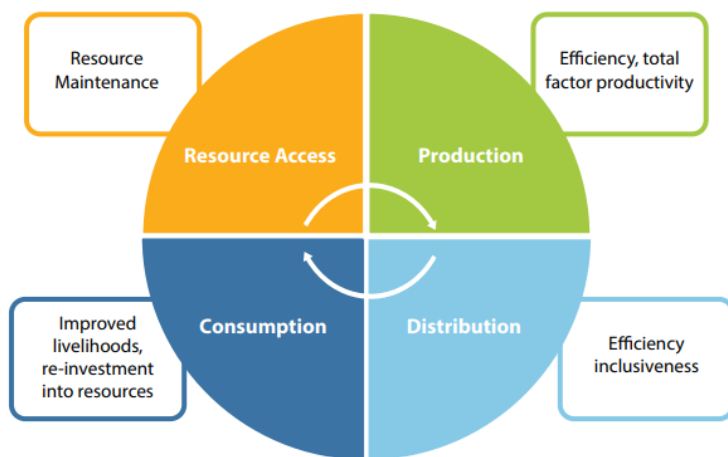 Resource
Maintenance
Efficiency, total
factor productivity
Resource Access
Production
Consumption
Distribution
Improved
livelihoods,
re-investment
into resources
Efficiency
inclusiveness